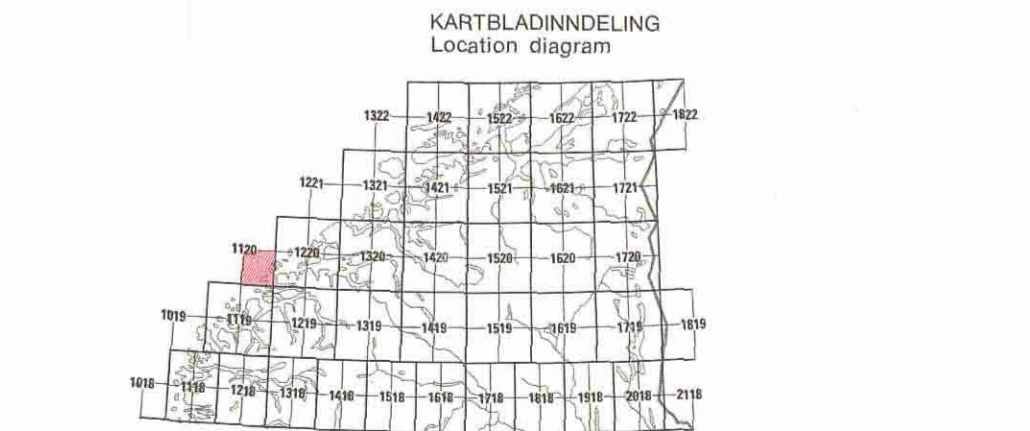 KARTBLADINNDELING
Location diagram
1322 1422 1522 1622 1722 1822
1221 1321 1421 1521 1621 1721
1120 1220 1320 1420 1520 1620 1720
1019 1119 1219 1319 1419 1519 1619 1719 1819
1018 1118 1218 1318 1418 1518 1618 1718 1818 1918 2018 2118